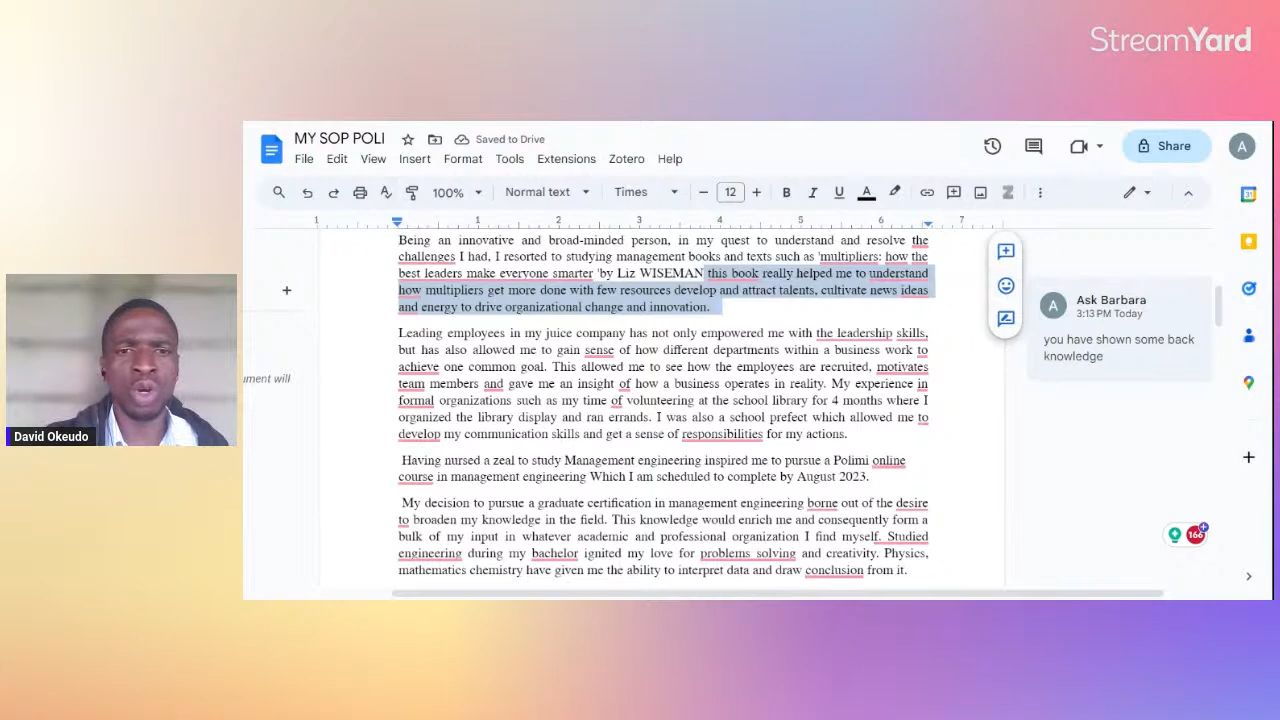 StreamYard
MY SOP POLI
Saved to Drive
File Edit View Insert Format Tools Extensions Zotero Help
Share
A
100% Normal text Times 12 B I U A Z
31
1 1 2 3 4 5 6 7
Being an innovative and broad-minded person, in my quest to understand and resolve the
challenges I had, I resorted to studying management books and texts such as 'multipliers: how the
best leaders make everyone smarter 'by Liz WISEMAN this book really helped me to understand
how multipliers get more done with few resources develop and attract talents, cultivate news ideas
and energy to drive organizational change and innovation.
Leading employees in my juice company has not only empowered me with the leadership skills,
but has also allowed me to gain sense of how different departments within a business work to
achieve one common goal. This allowed me to see how the employees are recruited, motivates
team members and gave me an insight of how a business operates in reality. My experience in
formal organizations such as my time of volunteering at the school library for 4 months where I
organized the library display and ran errands. I was also a school prefect which allowed me to
develop my communication skills and get a sense of responsibilities for my actions.
Having nursed a zeal to study Management engineering inspired me to pursue a Polimi online
course in management engineering Which I am scheduled to complete by August 2023.
My decision to pursue a graduate certification in management engineering borne out of the desire
to broaden my knowledge in the field. This knowledge would enrich me and consequently form a
bulk of my input in whatever academic and professional organization I find myself. Studied
engineering during my bachelor ignited my love for problems solving and creativity. Physics,
mathematics chemistry have given me the ability to interpret data and draw conclusion from it.
ument will
A
Ask Barbara
3:13 PM Today
you have shown some back
knowledge
166
David Okeudo